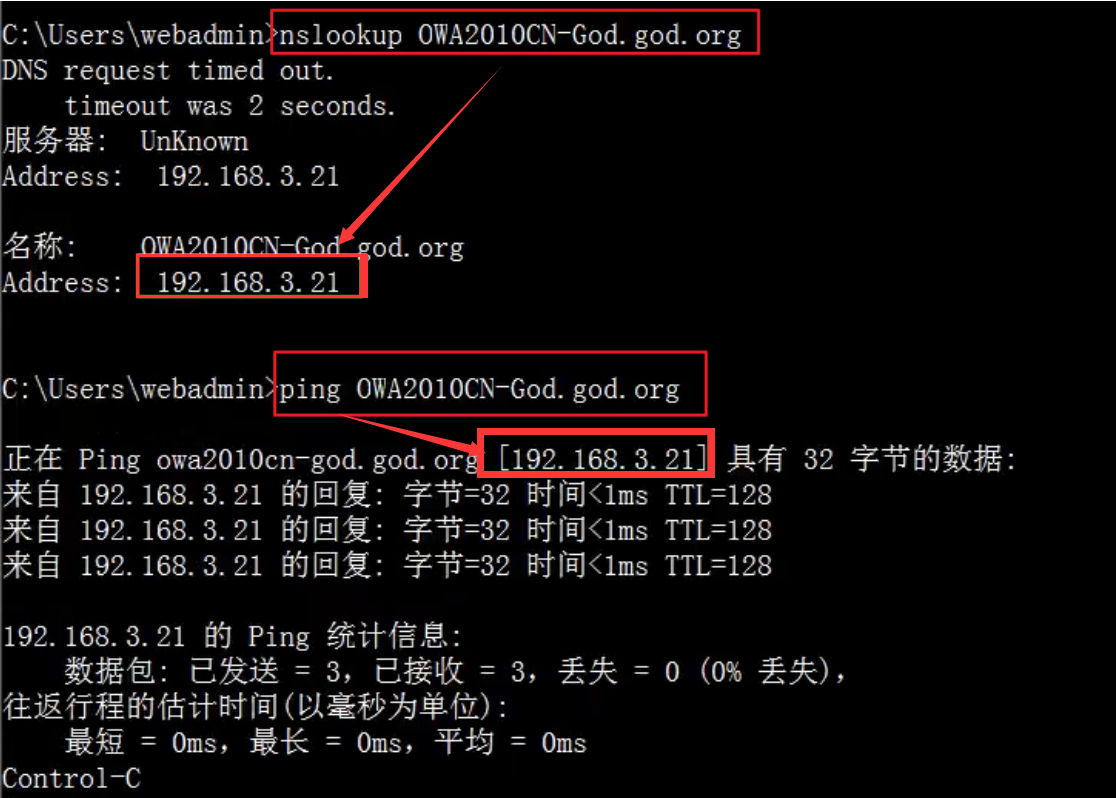 C:\Users\webadmin>nslookup OWA2010CN-God.god.org
DNS request timed out.
    timeout was 2 seconds.
服务器:  UnKnown
Address:  192.168.3.21
名称:    OWA2010CN-God.god.org
Address:  192.168.3.21
C:\Users\webadmin>ping OWA2010CN-God.god.org
正在 Ping owa2010cn-god.god.org [192.168.3.21] 具有 32 字节的数据:
来自 192.168.3.21 的回复: 字节=32 时间<1ms TTL=128
来自 192.168.3.21 的回复: 字节=32 时间<1ms TTL=128
来自 192.168.3.21 的回复: 字节=32 时间<1ms TTL=128
192.168.3.21 的 Ping 统计信息:
    数据包: 已发送 = 3，已接收 = 3，丢失 = 0 (0% 丢失)，
往返行程的估计时间(以毫秒为单位):
    最短 = 0ms，最长 = 0ms，平均 = 0ms
Control-C